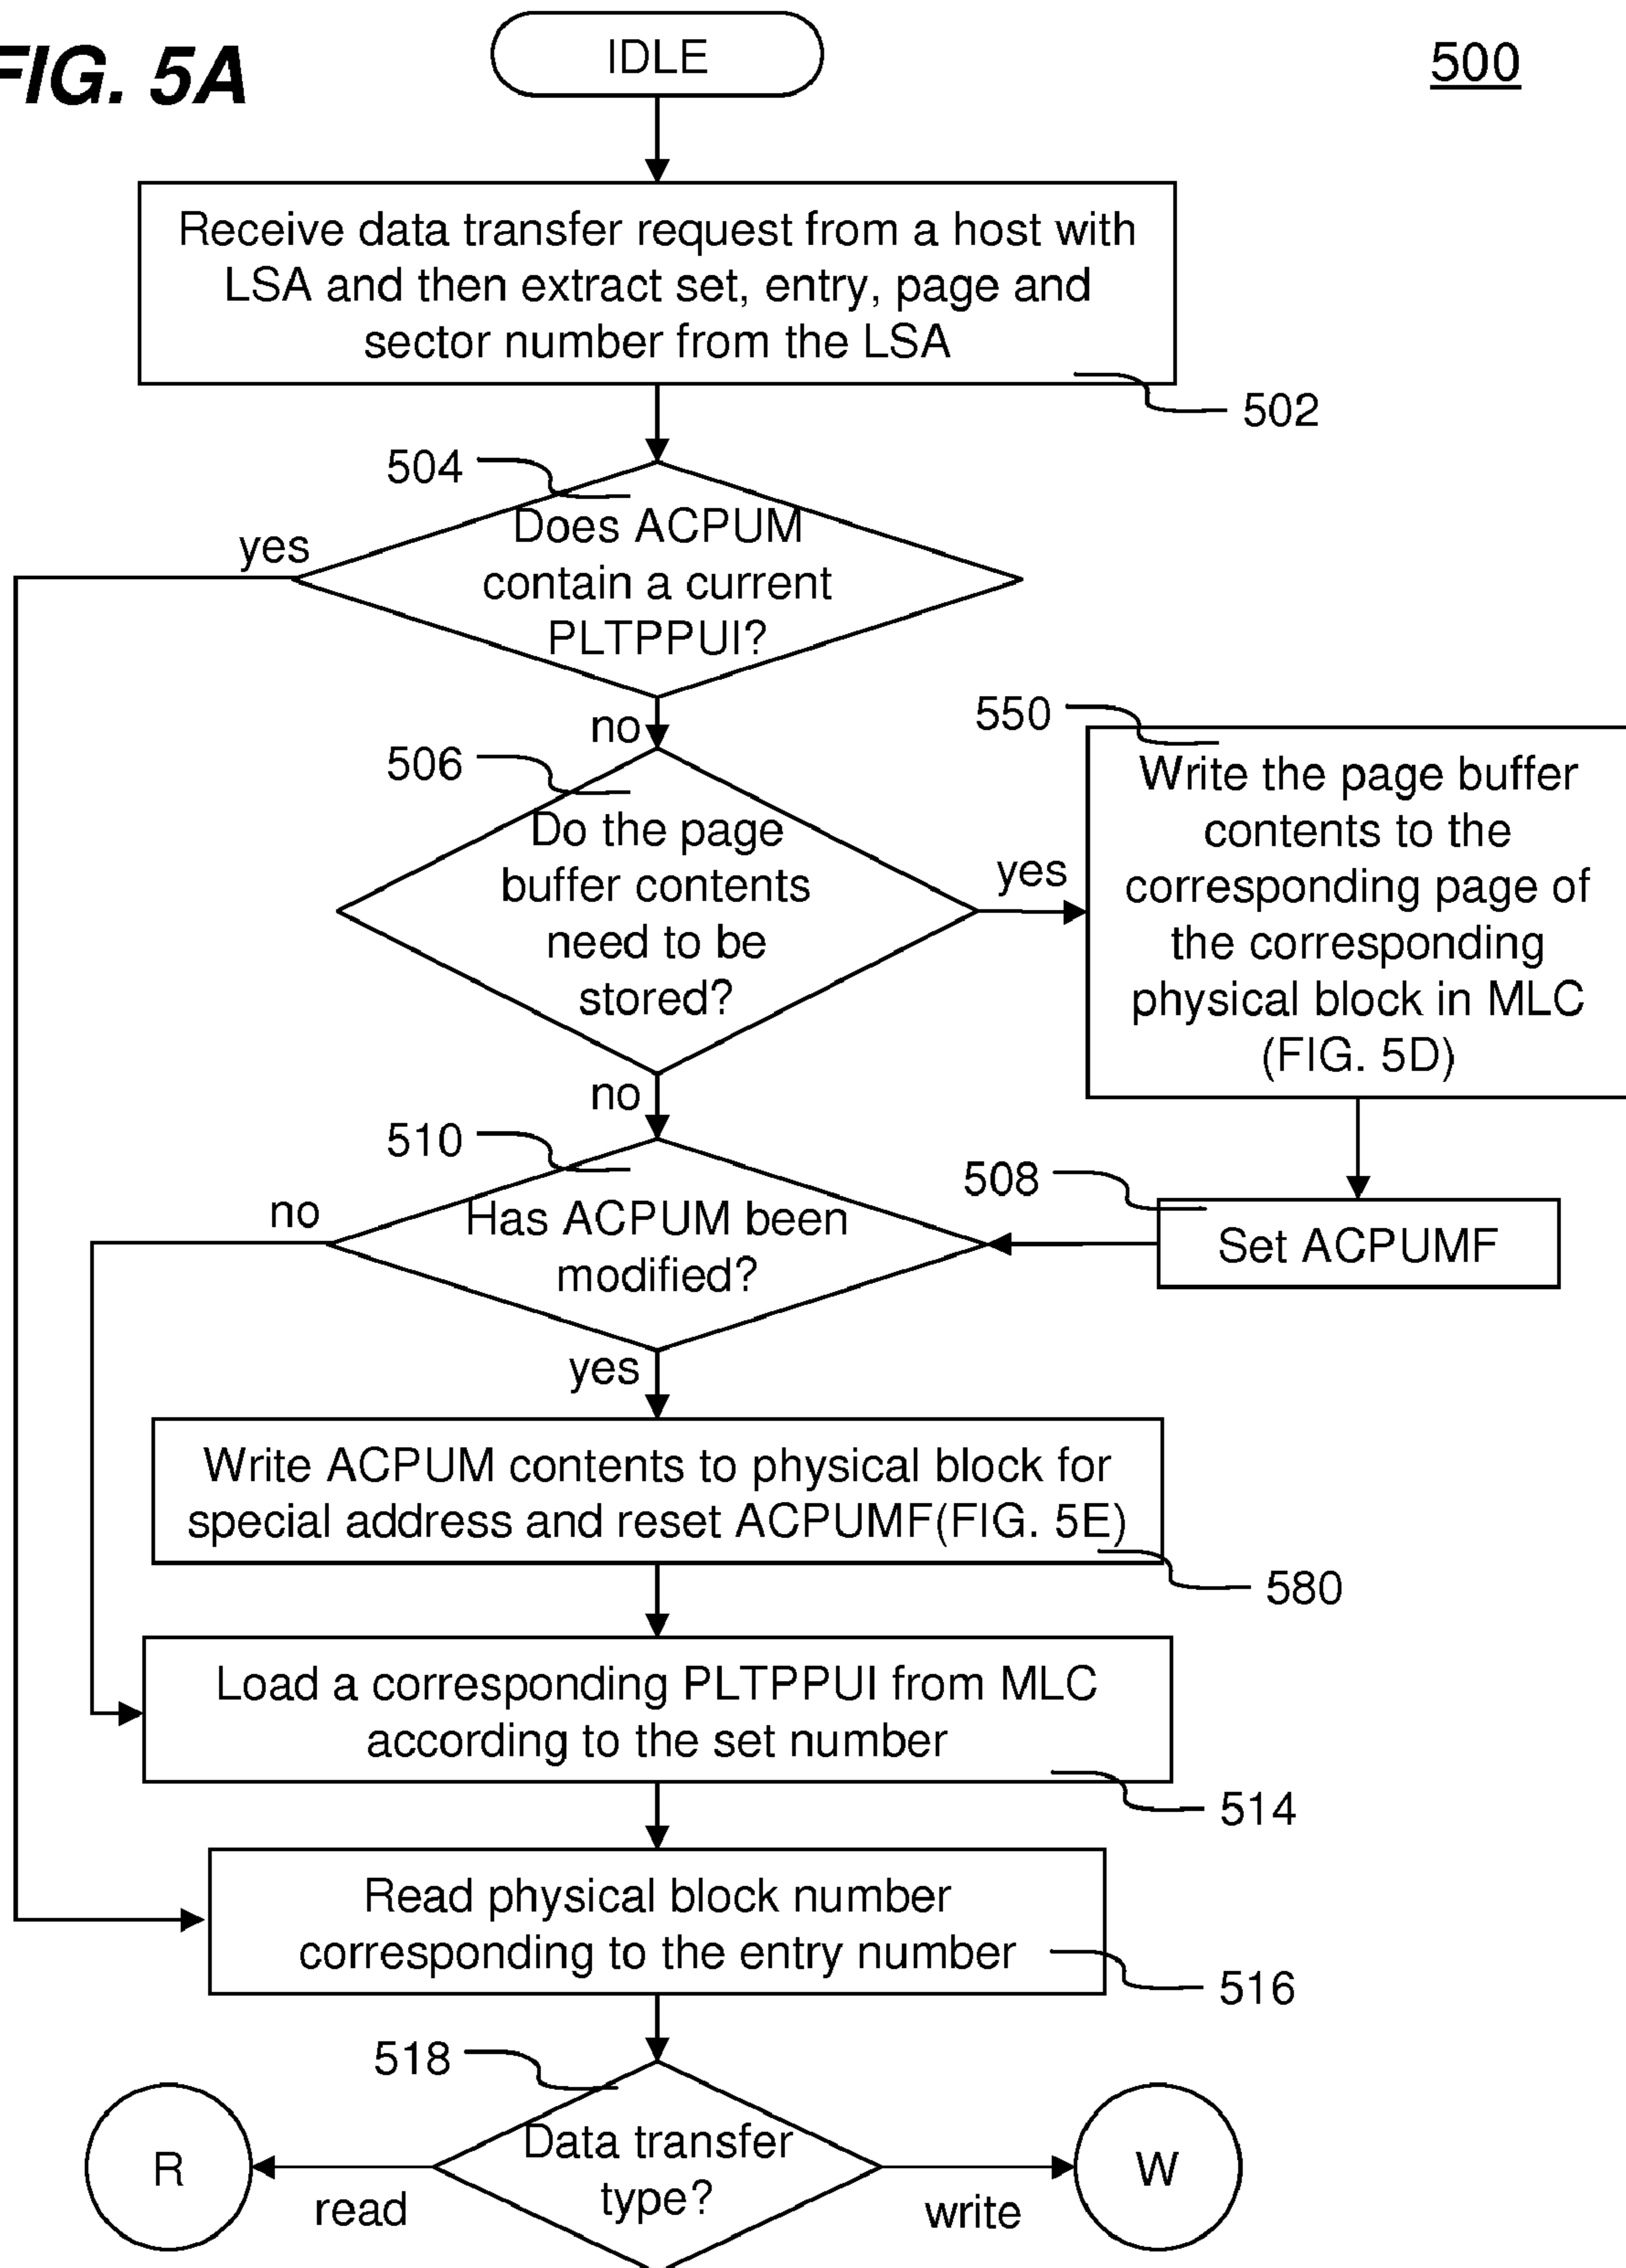 FIG. 5A
IDLE
500
Receive data transfer request from a host with
LSA and then extract set, entry, page and
sector number from the LSA
502
504
Does ACPUM
contain a current
PLTPPUI?
yes
no
506
Do the page
buffer contents
need to be
stored?
yes
550
Write the page buffer
contents to the
corresponding page of
the corresponding
physical block in MLC
(FIG. 5D)
no
510
Has ACPUM been
modified?
no
508
Set ACPUMF
yes
Write ACPUM contents to physical block for
special address and reset ACPUMF(FIG. 5E)
580
Load a corresponding PLTPPUI from MLC
according to the set number
514
Read physical block number
corresponding to the entry number
516
518
Data transfer
type?
R
read
write
W